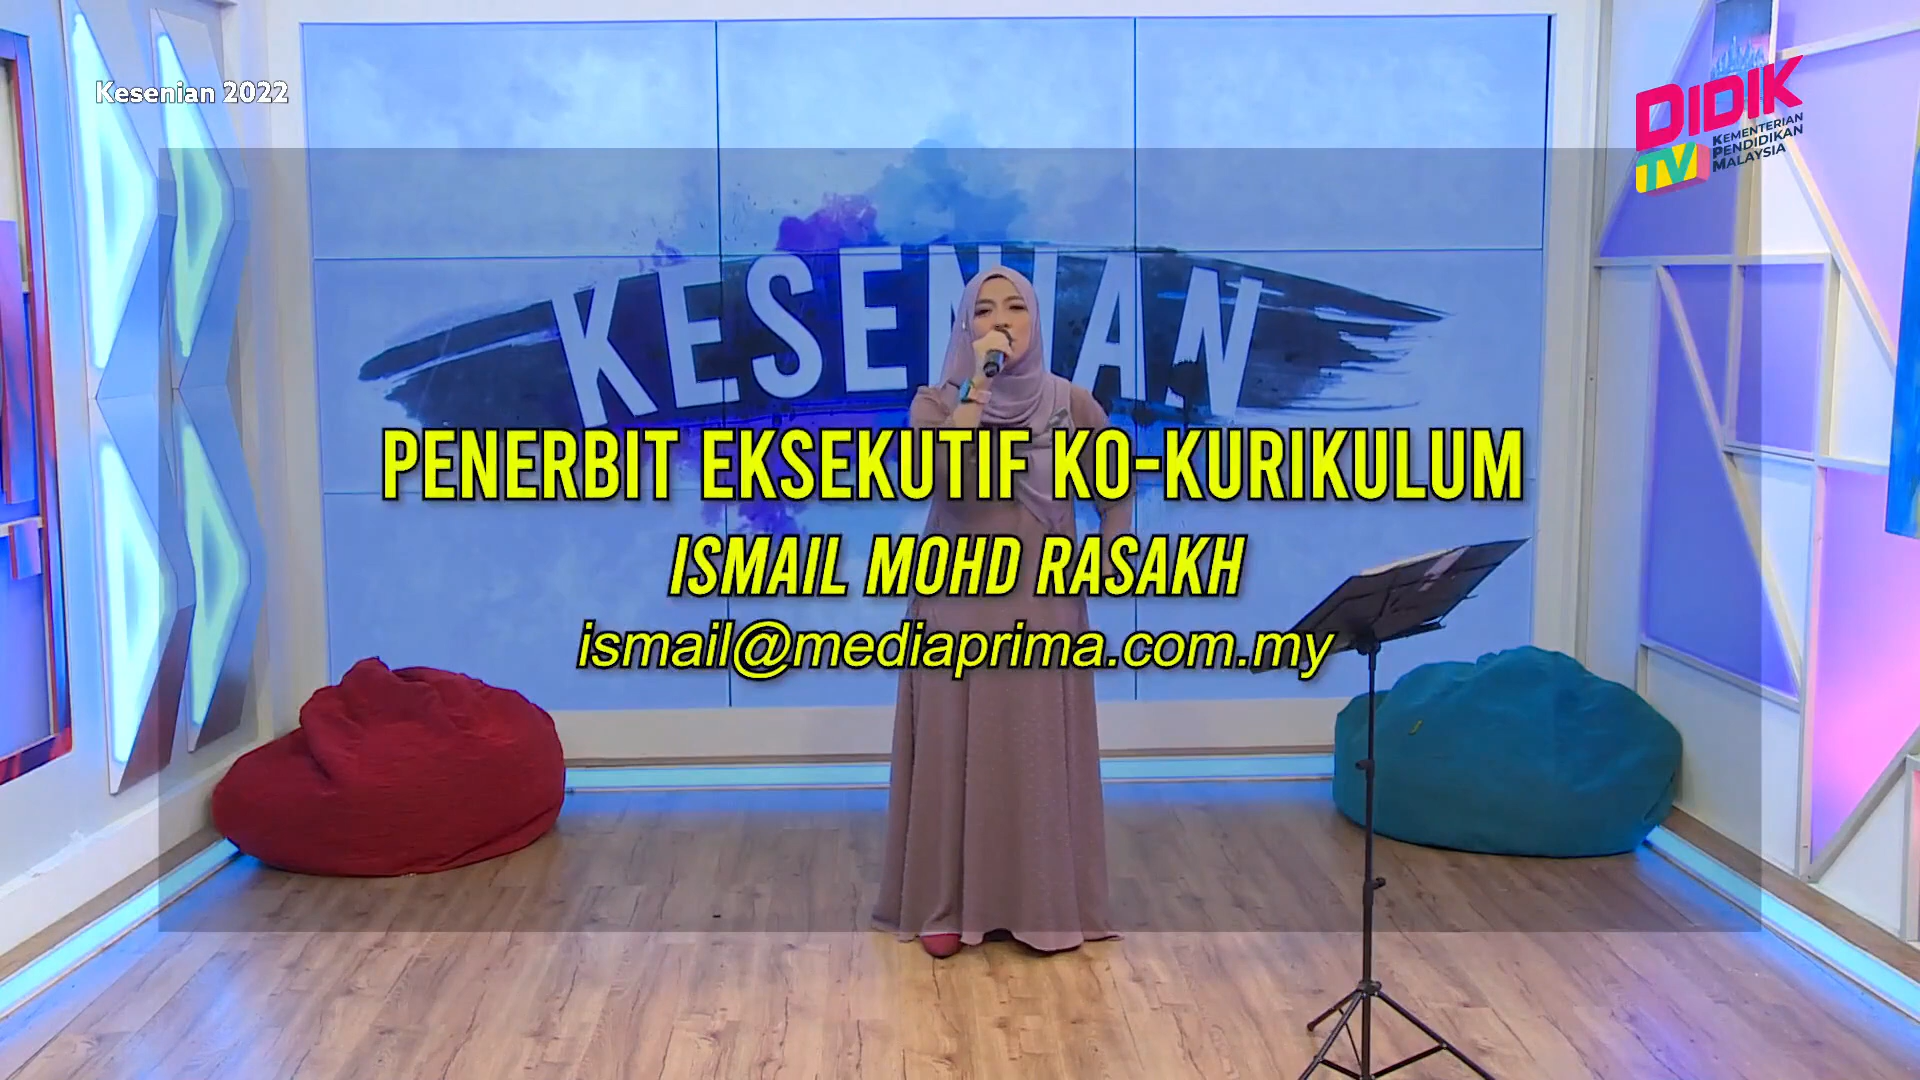 Kesenian 2022
DIDIK
TV
KEMENTERIAN
PENDIDIKAN
MALAYSIA
KESENIAN
PENERBIT EKSEKUTIF KO-KURIKULUM
ISMAIL MOHD RASAKH
ismail@mediaprima.com.my